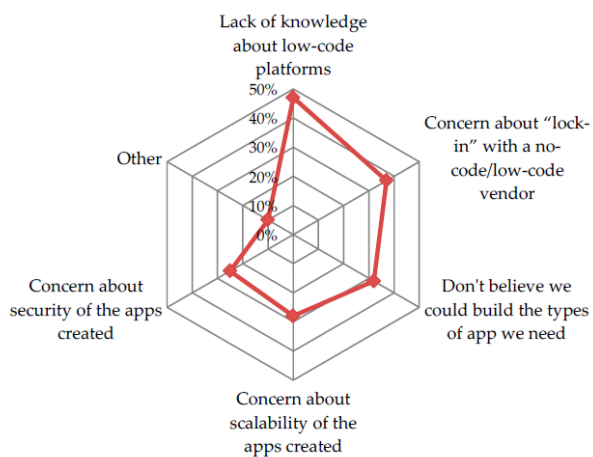 Lack of knowledge
about low-code
platforms
50%
40%
30%
20%
10%
0%
Concern about “lock-
in” with a no-
code/low-code
vendor
Don't believe we
could build the types
of app we need
Concern about
scalability of the
apps created
Concern about
security of the apps
created
Other